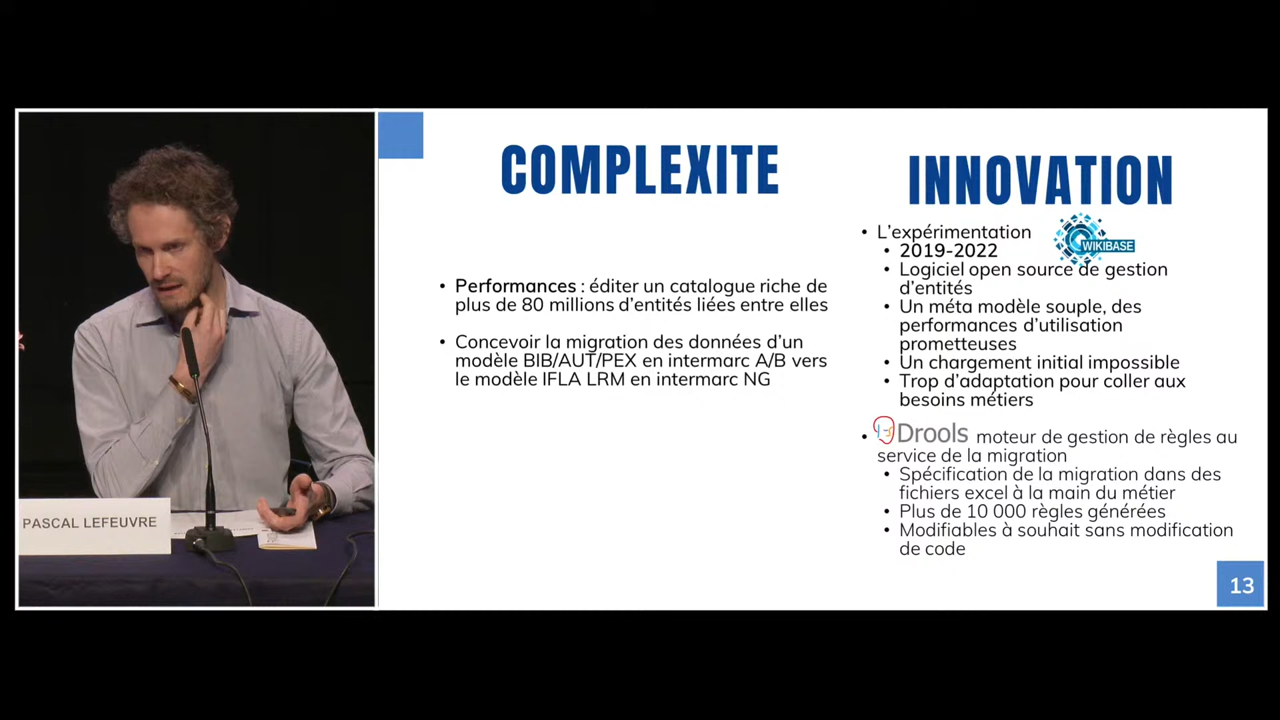 PASCAL LEFEUVRE
COMPLEXITE
• Performances : éditer un catalogue riche de
plus de 80 millions d’entités liées entre elles
• Concevoir la migration des données d’un
modèle BIB/AUT/PEX en intermarc A/B vers
le modèle IFLA LRM en intermarc NG
INNOVATION
• L’expérimentation
WIKIBASE
• 2019-2022
• Logiciel open source de gestion
d’entités
• Un méta modèle souple, des
performances d’utilisation
prometteuses
• Un chargement initial impossible
• Trop d’adaptation pour coller aux
besoins métiers
• Drools moteur de gestion de règles au
service de la migration
• Spécification de la migration dans des
fichiers excel à la main du métier
• Plus de 10 000 règles générées
• Modifiables à souhait sans modification
de code
13